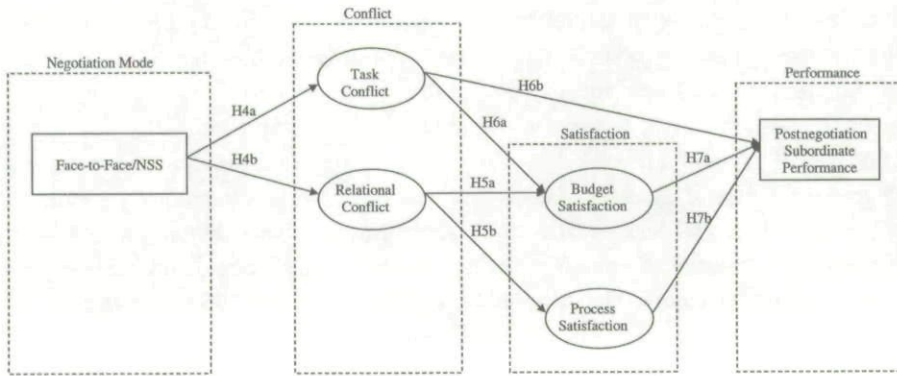 Conflict
Negotiation Mode
Task
Conflict
Performance
H6b
H4a
H6a
Satisfaction
Postnegotiation
Subordinate
Performance
Face-to-Face/NSS
H4b
H7a
Relational
Conflict
H5a
Budget
Satisfaction
H5b
H7b
Process
Satisfaction